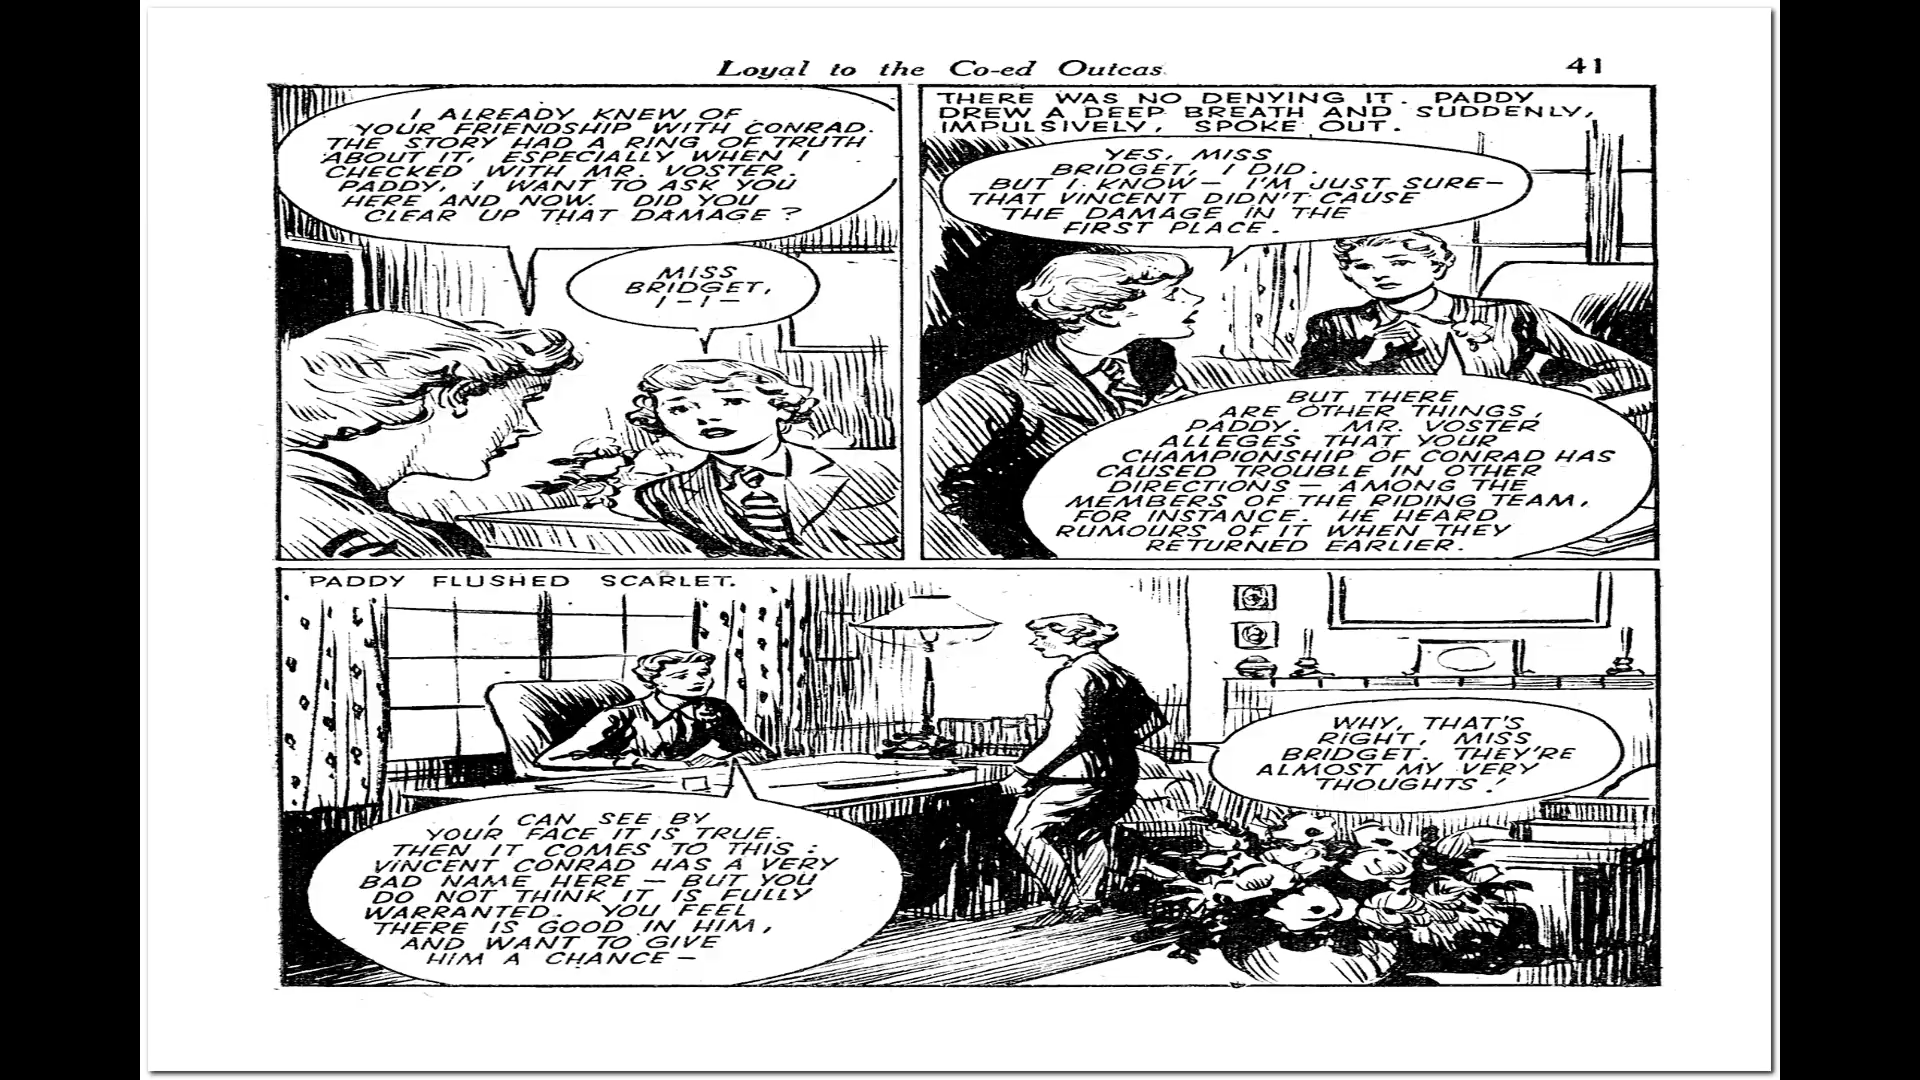 Loyal to the Co-ed Outcas
41
I ALREADY KNEW OF
YOUR FRIENDSHIP WITH CONRAD.
THE STORY HAD A RING OF TRUTH
ABOUT IT, ESPECIALLY WHEN I
CHECKED WITH MR. VOSTER.
PADDY, I WANT TO ASK YOU
HERE AND NOW. DID YOU
CLEAR UP THAT DAMAGE?
MISS
BRIDGET,
I-I-
THERE WAS NO DENYING IT. PADDY
DREW A DEEP BREATH AND SUDDENLY,
IMPULSIVELY, SPOKE OUT.
YES, MISS
BRIDGET, I DID.
BUT I KNOW — I'M JUST SURE—
THAT VINCENT DIDN'T CAUSE
THE DAMAGE IN THE
FIRST PLACE.
BUT THERE
ARE OTHER THINGS,
PADDY. MR. VOSTER
ALLEGES THAT YOUR
CHAMPIONSHIP OF CONRAD HAS
CAUSED TROUBLE IN OTHER
DIRECTIONS — AMONG THE
MEMBERS OF THE RIDING TEAM,
FOR INSTANCE. HE HEARD
RUMOURS OF IT WHEN THEY
RETURNED EARLIER.
PADDY FLUSHED SCARLET.
I CAN SEE BY
YOUR FACE IT IS TRUE.
THEN IT COMES TO THIS:
VINCENT CONRAD HAS A VERY
BAD NAME HERE — BUT YOU
DO NOT THINK IT IS FULLY
WARRANTED. YOU FEEL
THERE IS GOOD IN HIM,
AND WANT TO GIVE
HIM A CHANCE —
WHY, THAT'S
RIGHT, MISS
BRIDGET. THEY'RE
ALMOST MY VERY
THOUGHTS!